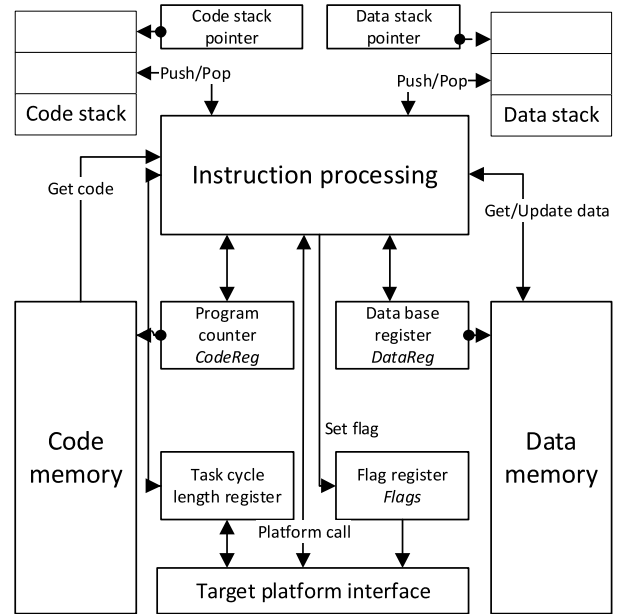 Code stack
pointer
Data stack
pointer
Push/Pop
Push/Pop
Code stack
Data stack
Instruction processing
Get code
Get/Update data
Program
counter
CodeReg
Data base
register
DataReg
Code
memory
Data
memory
Set flag
Task cycle
length register
Flag register
Flags
Platform call
Target platform interface